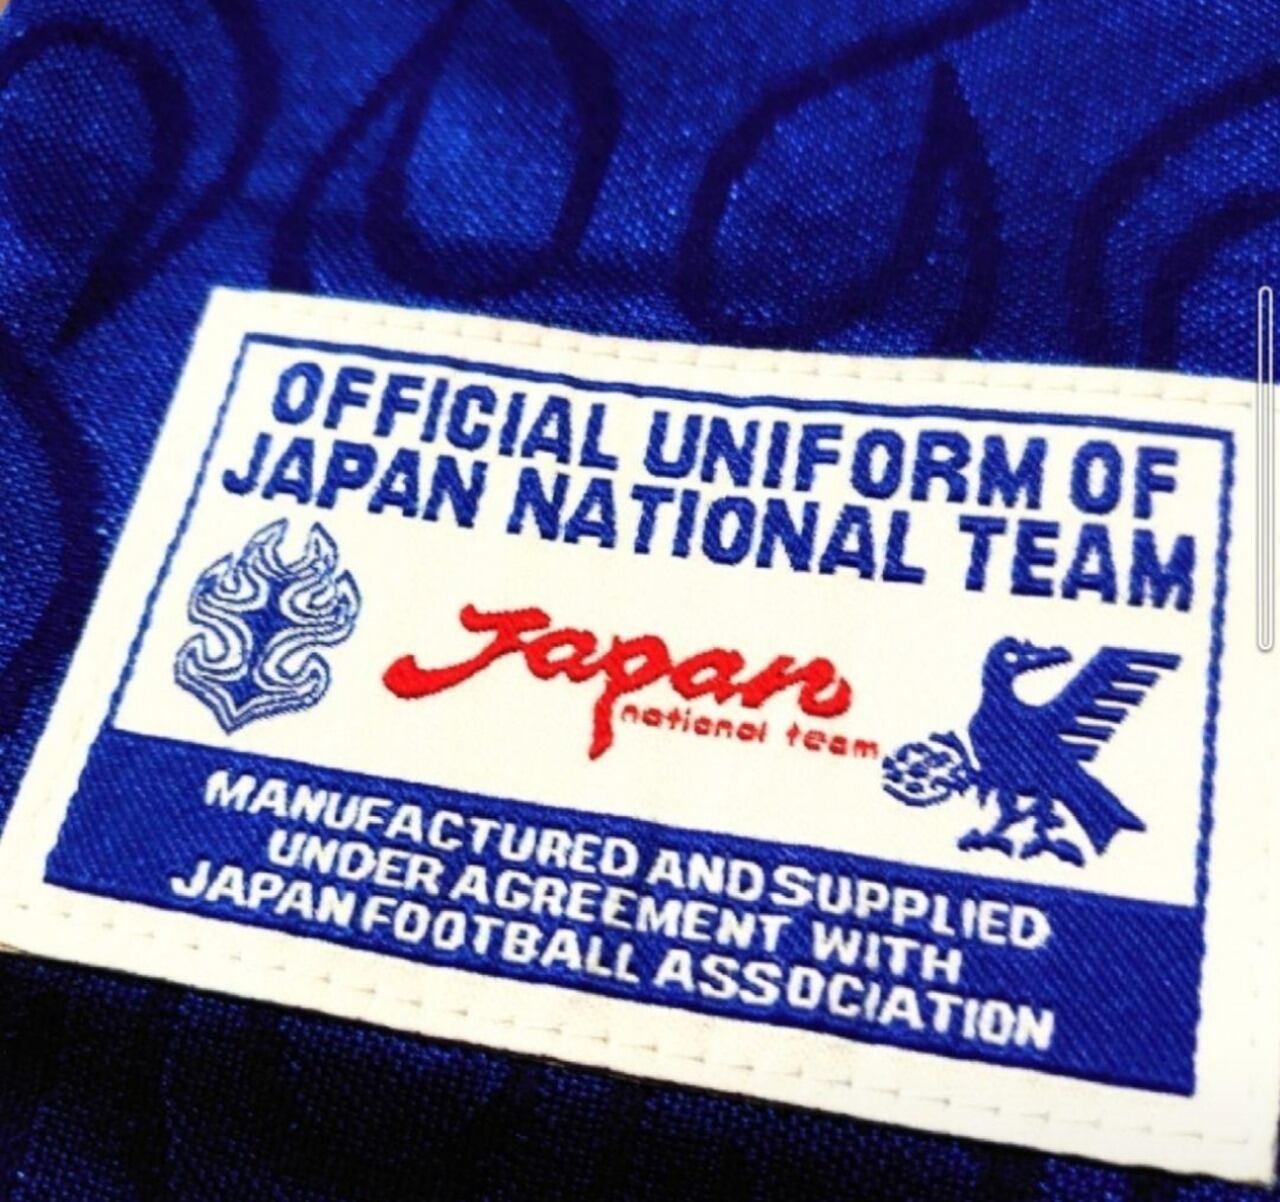 OFFICIAL UNIFORM OF
JAPAN NATIONAL TEAM
Japan
national team
MANUFACTURED AND SUPPLIED
UNDER AGREEMENT WITH
JAPAN FOOTBALL ASSOCIATION